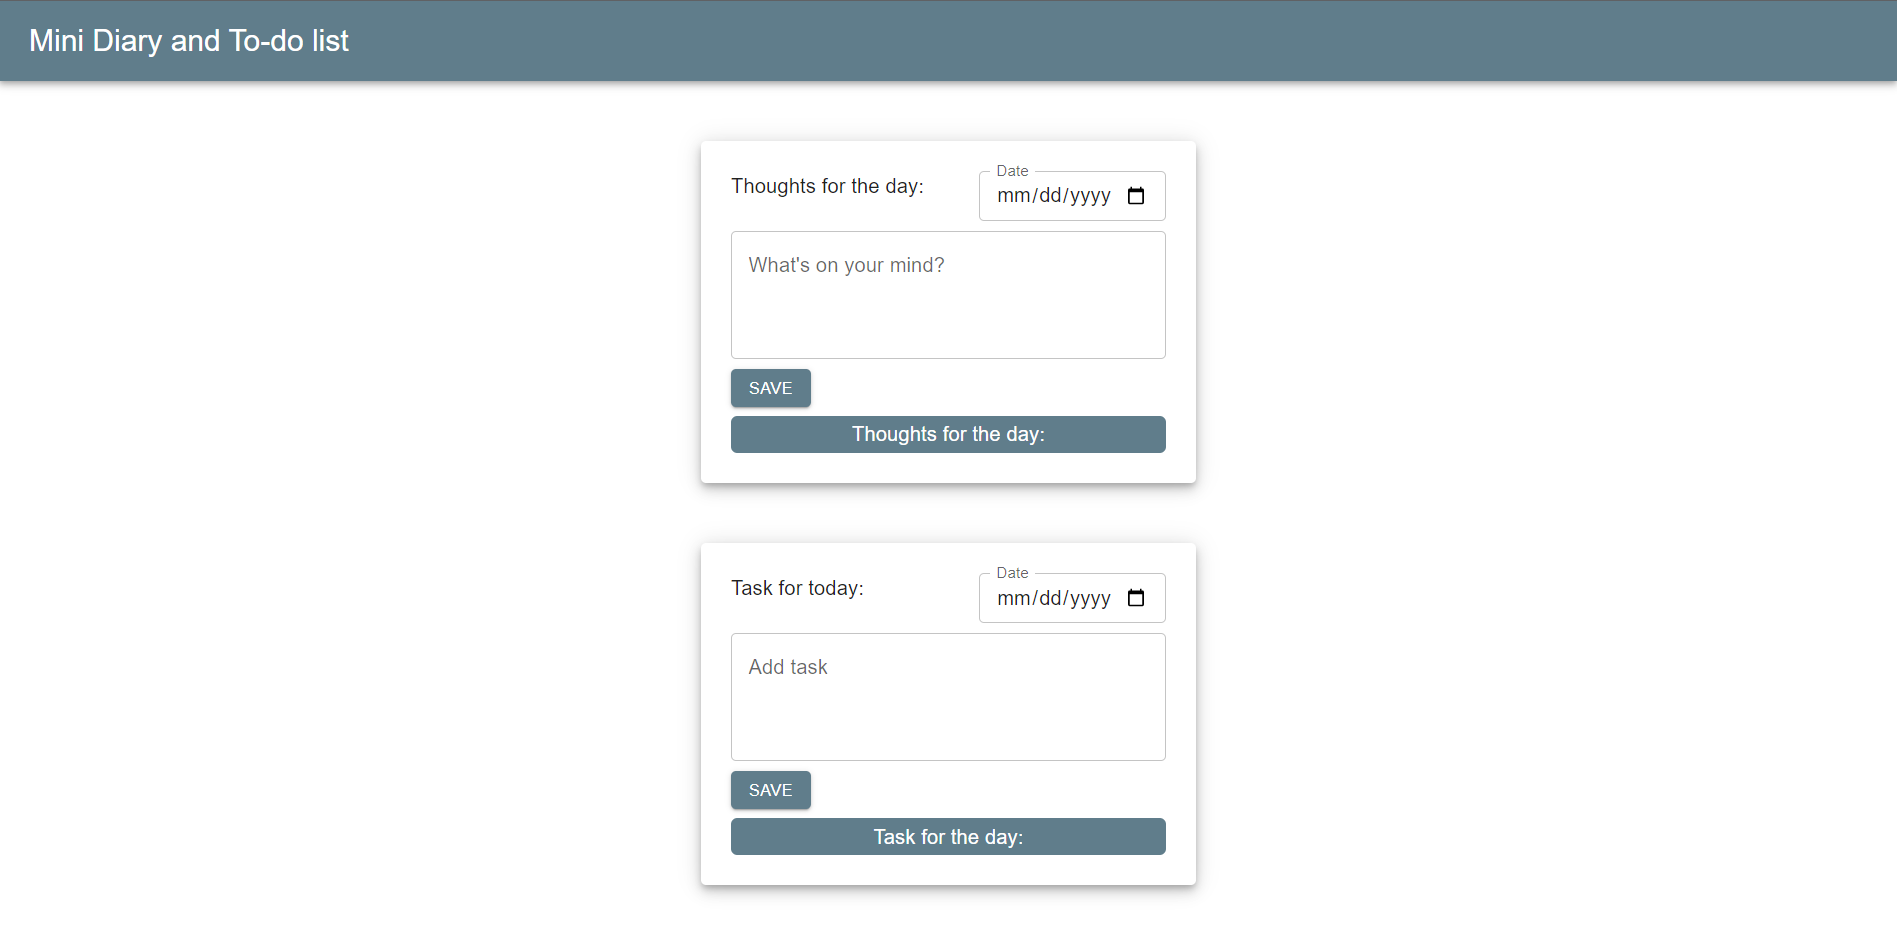 Mini Diary and To-do list
Thoughts for the day:
Date
mm/dd/yyyy
What's on your mind?
SAVE
Thoughts for the day:
Task for today:
Date
mm/dd/yyyy
Add task
SAVE
Task for the day: